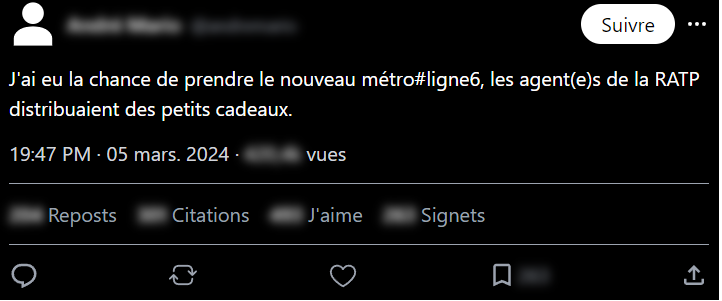 Suivre
J'ai eu la chance de prendre le nouveau métro#ligne6, les agent(e)s de la RATP
distribuaient des petits cadeaux.
19:47 PM · 05 mars. 2024 · vues
Reposts Citations J'aime Signets